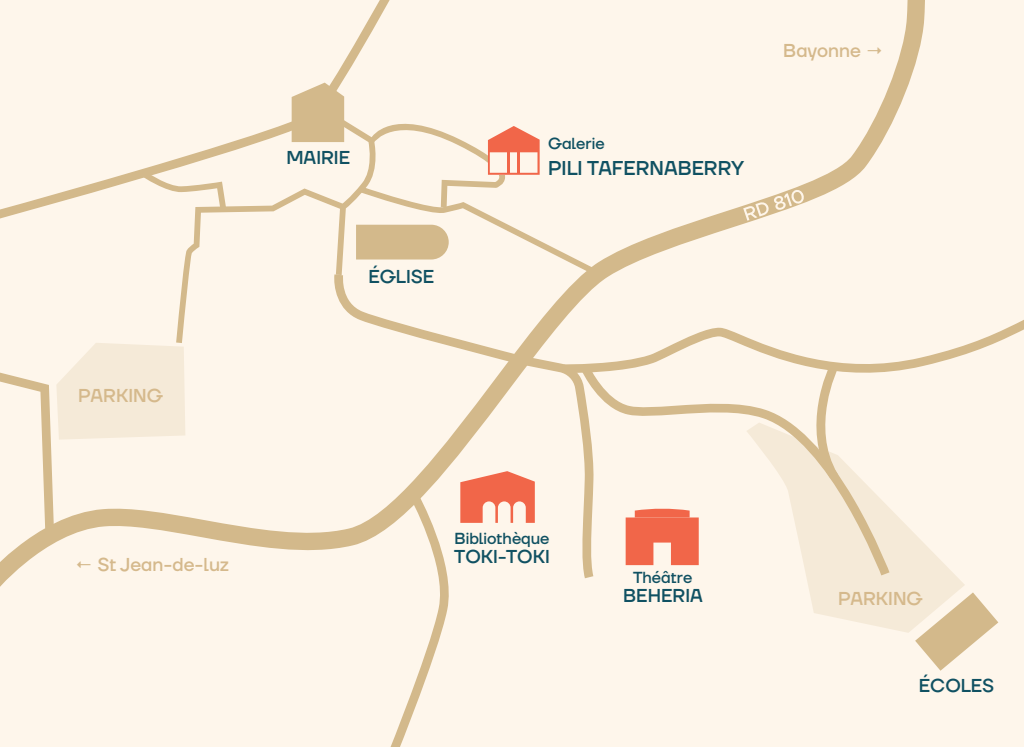 Bayonne →
MAIRIE
Galerie
PILI TAFERNABERRY
RD 810
ÉGLISE
PARKING
Bibliothèque
TOKI-TOKI
← St Jean-de-luz
Théâtre
BEHERIA
PARKING
ÉCOLES